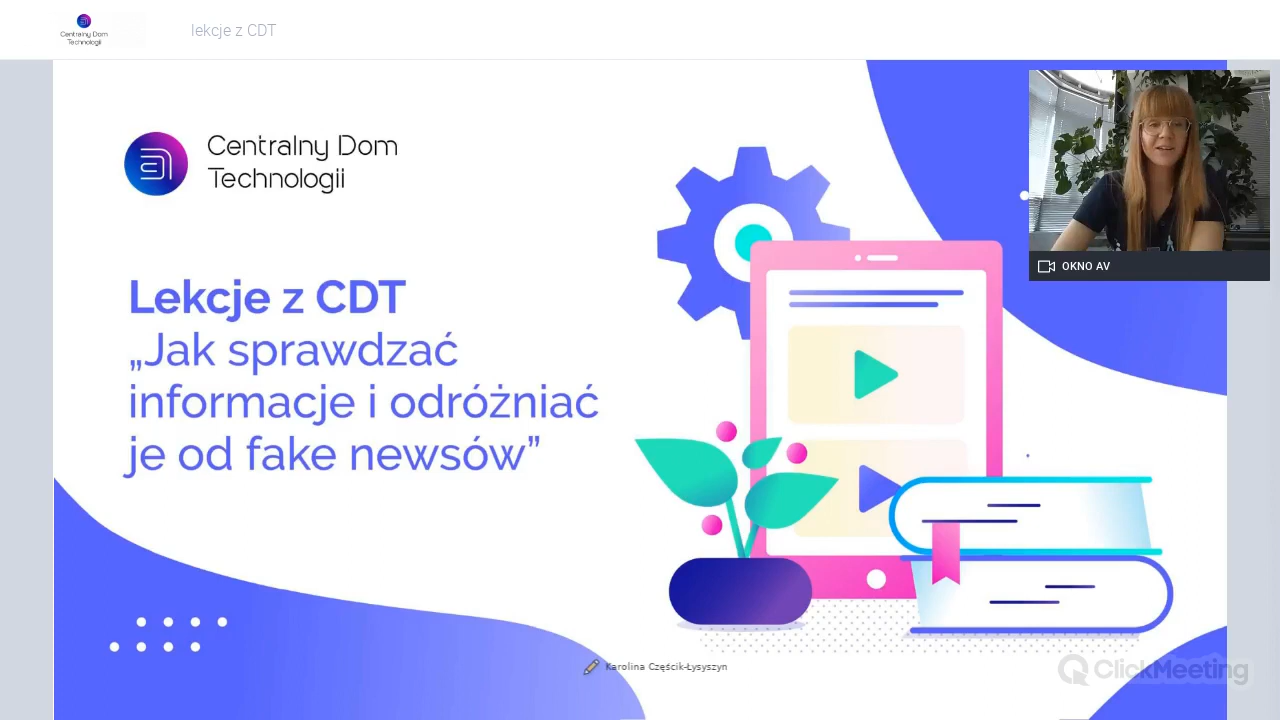 Centralny Dom
Technologii
lekcje z CDT
OKNO AV
Centralny Dom
Technologii
Lekcje z CDT
„Jak sprawdzać
informacje i odróżniać
je od fake newsów”
Karolina Częścik-Łysyszyn
ClickMeeting